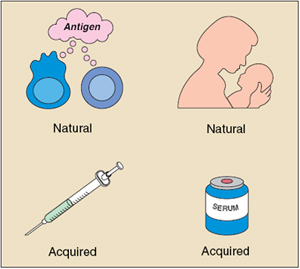 Antigen
Natural
Natural
SERUM
Acquired
Acquired